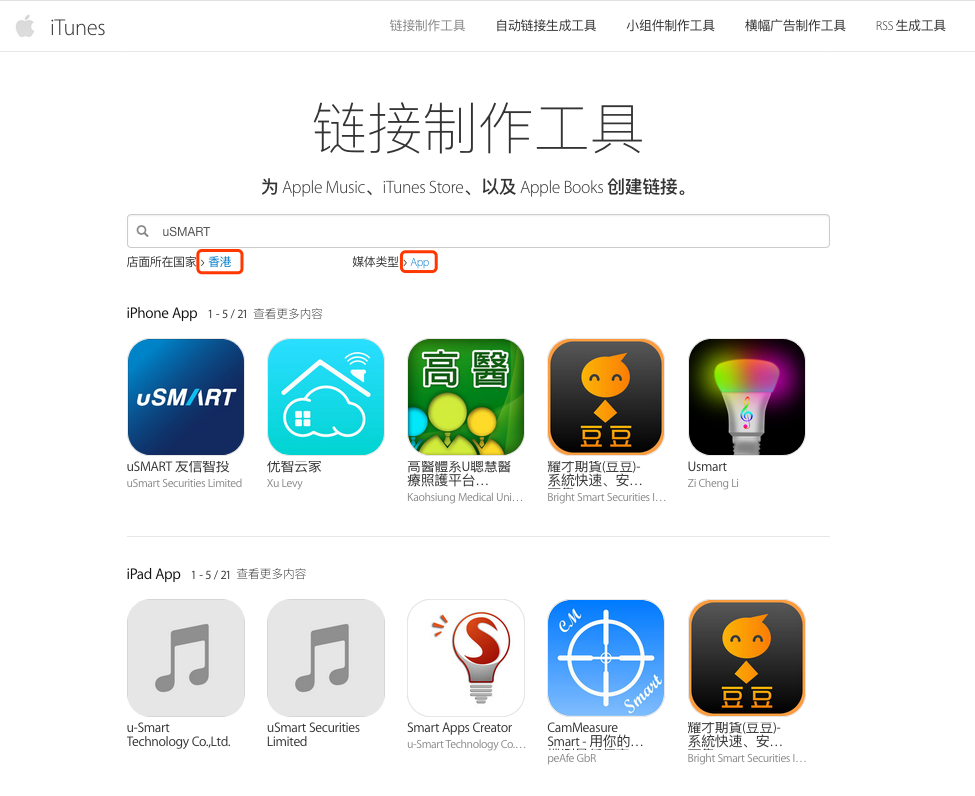 iTunes
链接制作工具
自动链接生成工具
小组件制作工具
横幅广告制作工具
RSS 生成工具
链接制作工具
为 Apple Music、iTunes Store、以及 Apple Books 创建链接。
uSMART
店面所在国家 › 香港
媒体类型 › App
iPhone App 1 - 5 / 21 查看更多内容
uSMART
高醫
豆豆
uSMART 友信智投
uSmart Securities Limited
优智云家
Xu Levy
高醫體系U聰慧醫
療照護平台…
Kaohsiung Medical Uni…
耀才期貨(豆豆)-
系統快速、安…
Bright Smart Securities I…
Usmart
Zi Cheng Li
iPad App 1 - 5 / 21 查看更多内容
S
CM
Smart
豆豆
u-Smart
Technology Co.,Ltd.
uSmart Securities
Limited
Smart Apps Creator
u-Smart Technology Co.…
CamMeasure
Smart - 用你的…
peAfe GbR
耀才期貨(豆豆)-
系統快速、安…
Bright Smart Securities I…